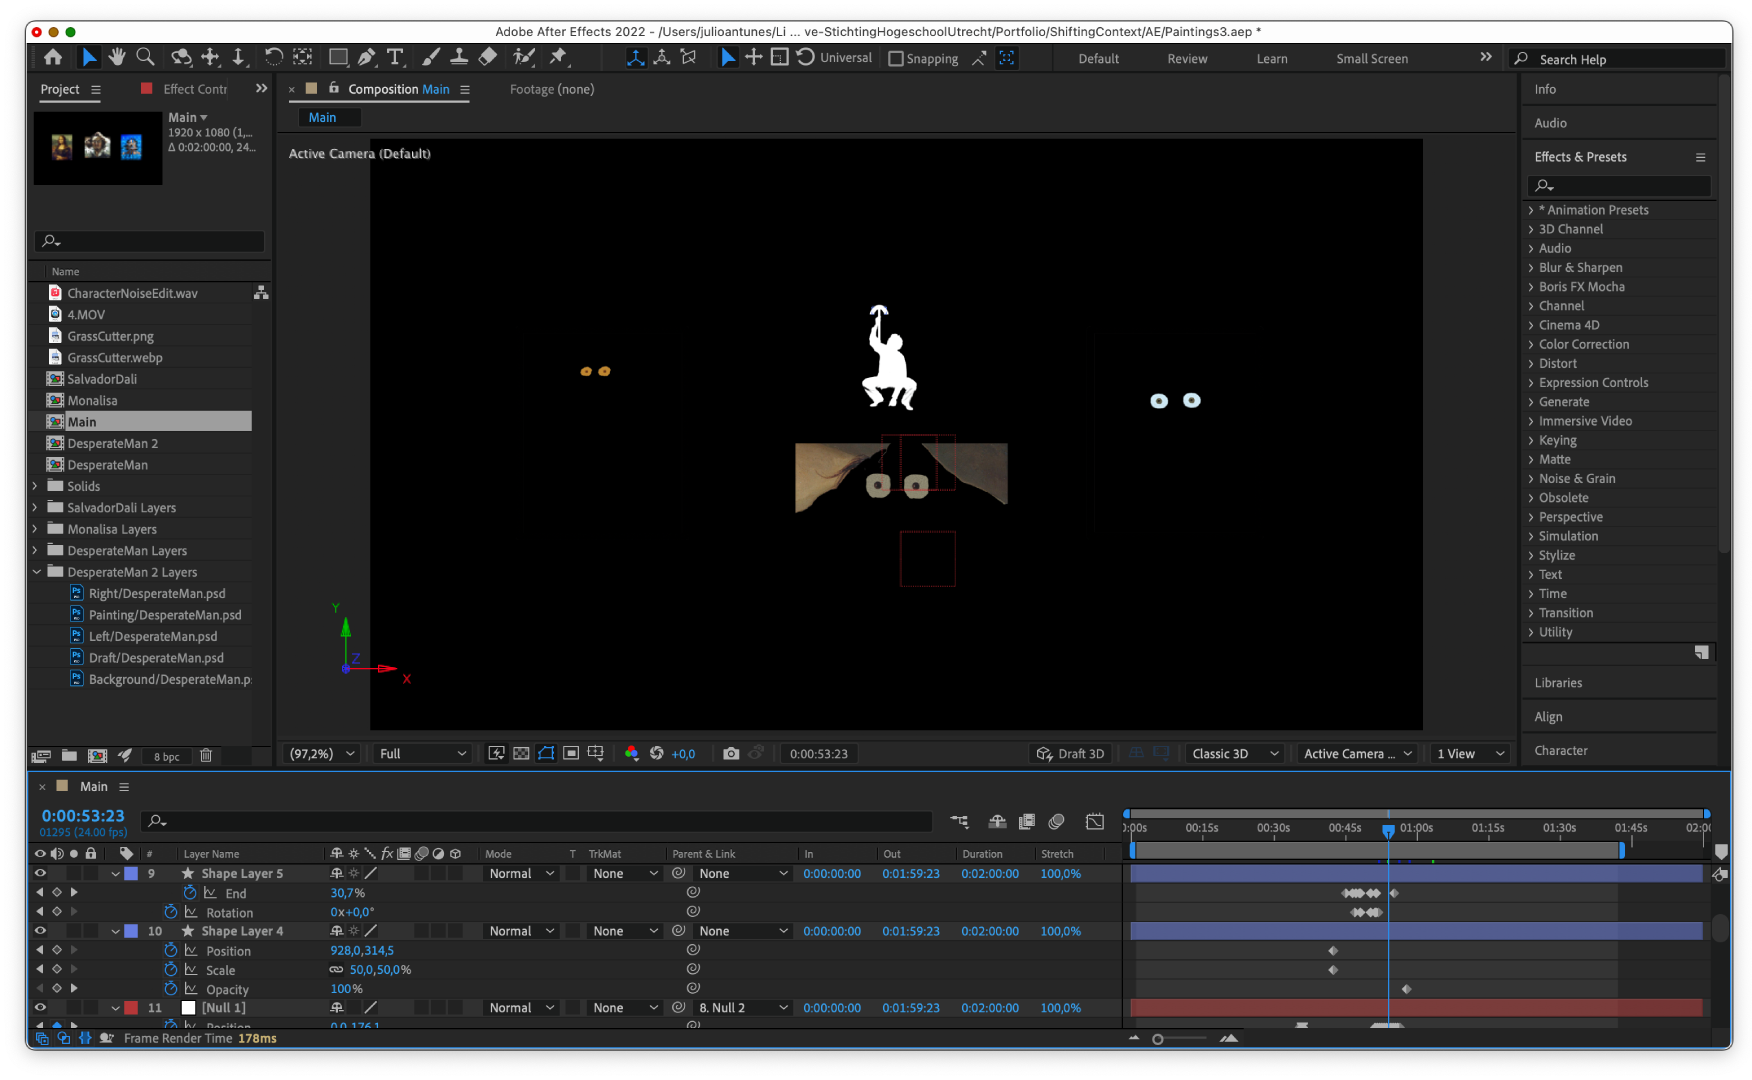 Adobe After Effects 2022 - /Users/julioantunes/Li ... ve-StichtingHogeschoolUtrecht/Portfolio/ShiftingContext/AE/Paintings3.aep *
Universal
Snapping
Default
Review
Learn
Small Screen
Search Help
Project
Effect Contr
Composition Main
Footage (none)
Main
1920 x 1080 (1,...
Δ 0:02:00:00, 24...
Main
Active Camera (Default)
Name
CharacterNoiseEdit.wav
4.MOV
GrassCutter.png
GrassCutter.webp
SalvadorDali
Monalisa
Main
DesperateMan 2
DesperateMan
Solids
SalvadorDali Layers
Monalisa Layers
DesperateMan Layers
DesperateMan 2 Layers
Right/DesperateMan.psd
Painting/DesperateMan.psd
Left/DesperateMan.psd
Draft/DesperateMan.psd
Background/DesperateMan.p
8 bpc
Y
Z
X
(97,2%)
Full
+0,0
0:00:53:23
Draft 3D
Classic 3D
Active Camera ...
1 View
Info
Audio
Effects & Presets
* Animation Presets
3D Channel
Audio
Blur & Sharpen
Boris FX Mocha
Channel
Cinema 4D
Color Correction
Distort
Expression Controls
Generate
Immersive Video
Keying
Matte
Noise & Grain
Obsolete
Perspective
Simulation
Stylize
Text
Time
Transition
Utility
Libraries
Align
Character
Main
0:00:53:23
01295 (24.00 fps)
):00s 00:15s 00:30s 00:45s 01:00s 01:15s 01:30s 01:45s 02:0
# Layer Name fx Mode T TrkMat Parent & Link In Out Duration Stretch
9 Shape Layer 5 Normal None None 0:00:00:00 0:01:59:23 0:02:00:00 100,0%
End 30,7%
Rotation 0x+0,0°
10 Shape Layer 4 Normal None None 0:00:00:00 0:01:59:23 0:02:00:00 100,0%
Position 928,0,314,5
Scale 50,0,50,0%
Opacity 100%
11 [Null 1] Normal None 8. Null 2 0:00:00:00 0:01:59:23 0:02:00:00 100,0%
Position 0,0,176,1
Frame Render Time 178ms